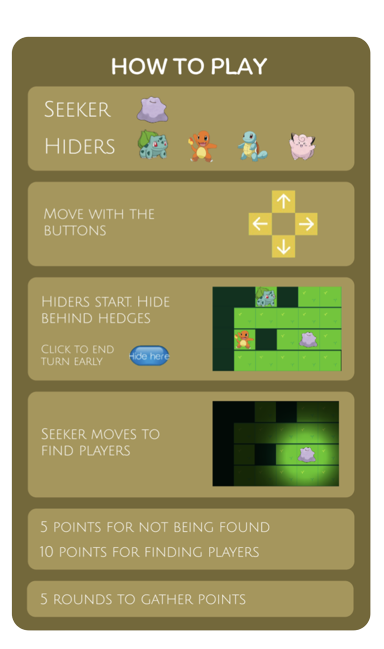 HOW TO PLAY
SEEKER
HIDERS
MOVE WITH THE
BUTTONS
HIDERS START HIDE
BEHIND HEDGES
CLICK TO END
TURN EARLY
Hide here
SEEKER MOVES TO
FIND PLAYERS
5 POINTS FOR NOT BEING FOUND
10 POINTS FOR FINDING PLAYERS
5 ROUNDS TO GATHER POINTS